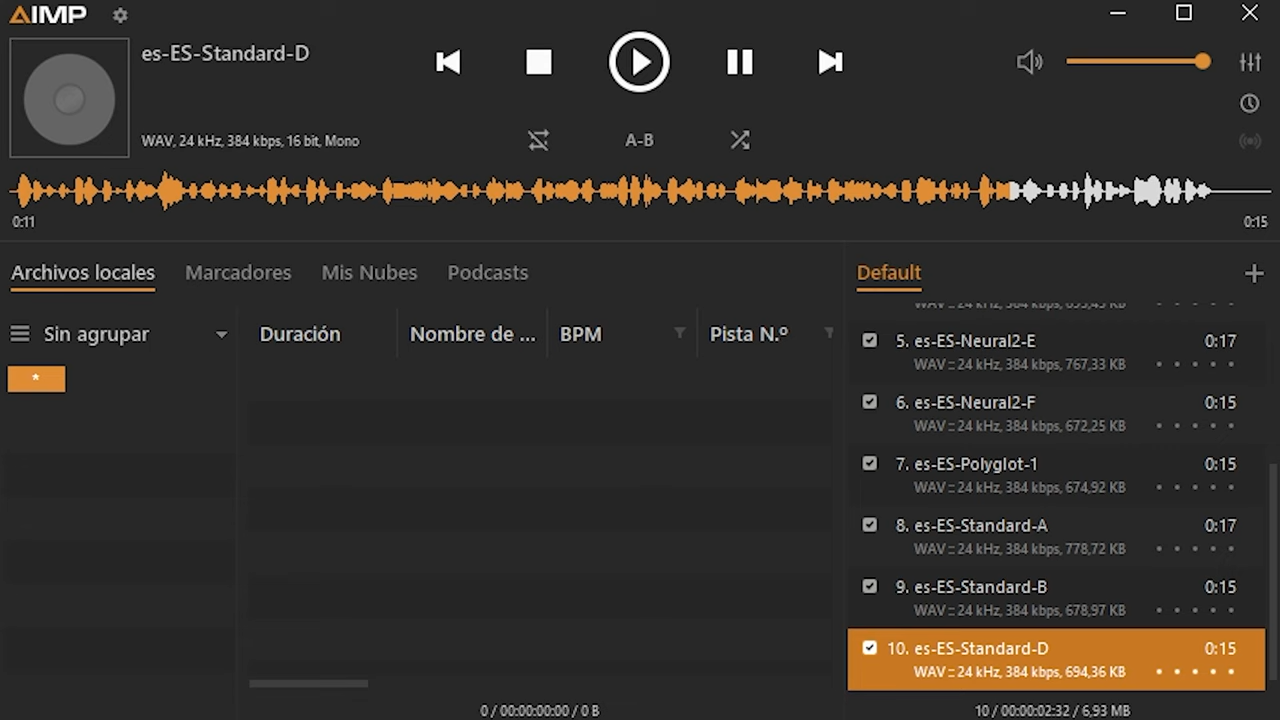 AIMP
es-ES-Standard-D
WAV, 24 kHz, 384 kbps, 16 bit, Mono
A-B
0:11
0:15
Archivos locales
Marcadores
Mis Nubes
Podcasts
Default
Sin agrupar
Duración
Nombre de ...
BPM
Pista N.º
*
5. es-ES-Neural2-E 0:17
WAV :: 24 kHz, 384 kbps, 767,33 KB
6. es-ES-Neural2-F 0:15
WAV :: 24 kHz, 384 kbps, 672,25 KB
7. es-ES-Polyglot-1 0:15
WAV :: 24 kHz, 384 kbps, 674,92 KB
8. es-ES-Standard-A 0:17
WAV :: 24 kHz, 384 kbps, 778,72 KB
9. es-ES-Standard-B 0:15
WAV :: 24 kHz, 384 kbps, 678,97 KB
10. es-ES-Standard-D 0:15
WAV :: 24 kHz, 384 kbps, 694,36 KB
0 / 00:00:00:00 / 0 B
10 / 00:00:02:32 / 6,93 MB